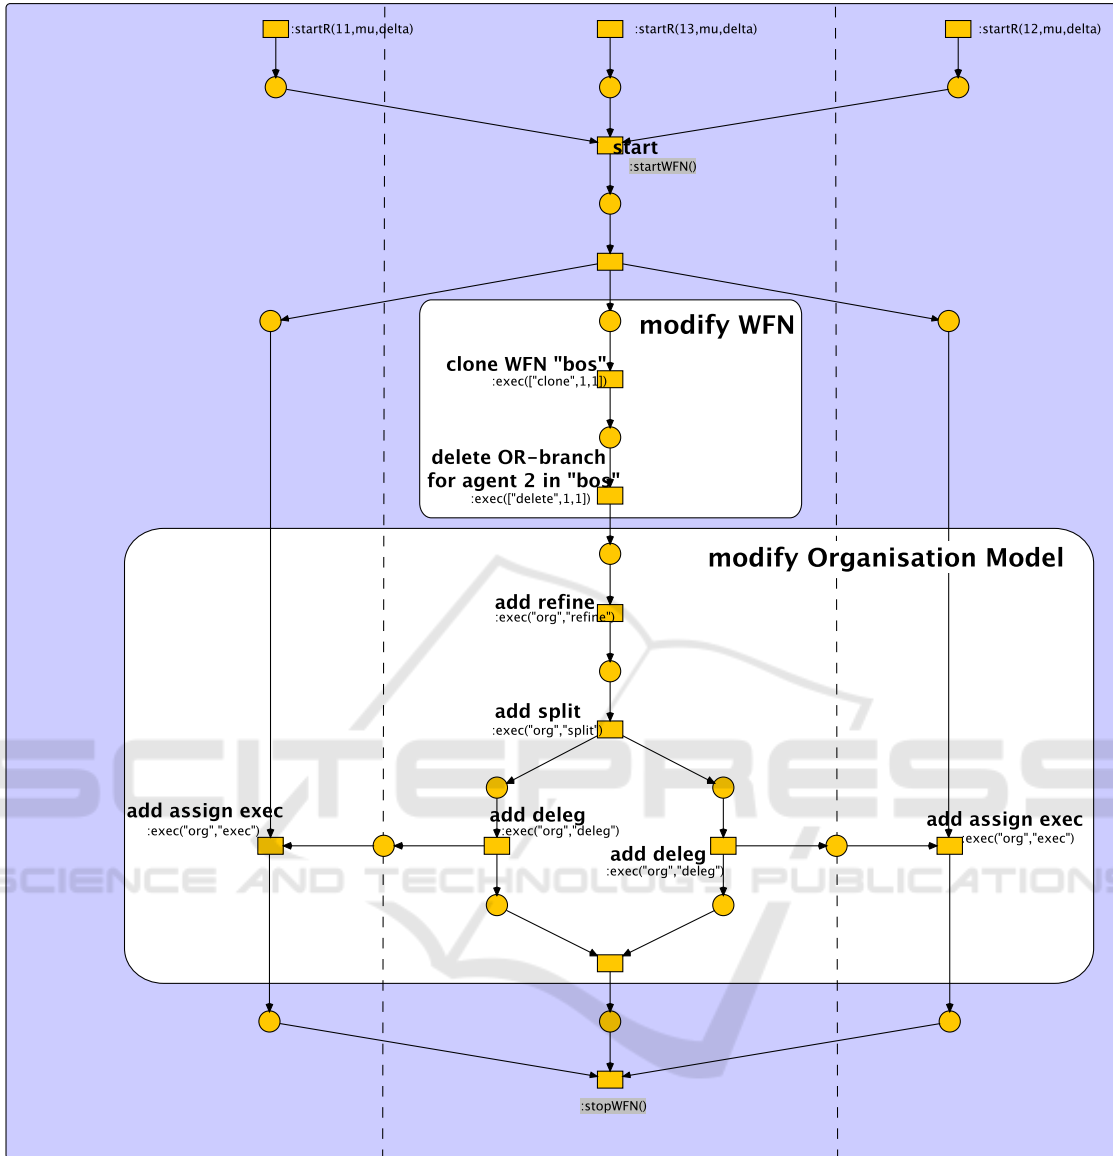 :startR(11,mu,delta)
:startR(13,mu,delta)
:startR(12,mu,delta)
start
:startWFN()
modify WFN
clone WFN "bos"
:exec(["clone",1,1])
delete OR-branch
for agent 2 in "bos"
:exec(["delete",1,1])
modify Organisation Model
add refine
:exec("org","refine")
add split
:exec("org","split")
add assign exec
:exec("org","exec")
add deleg
:exec("org","deleg")
add deleg
:exec("org","deleg")
add assign exec
:exec("org","exec")
SCITEPRESS
SCIENCE AND TECHNOLOGY PUBLICATIONS
:stopWFN()